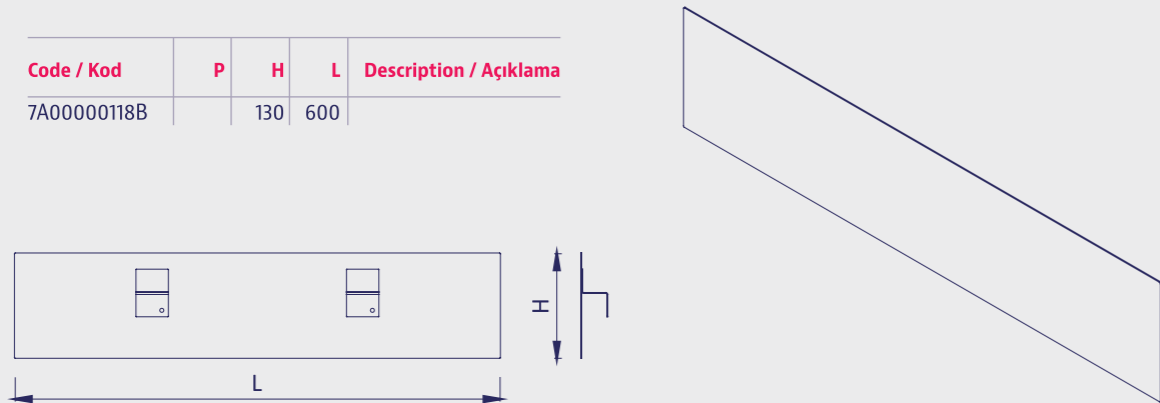 Code / Kod P H L Description / Açıklama
7A00000118B 130 600
H
L